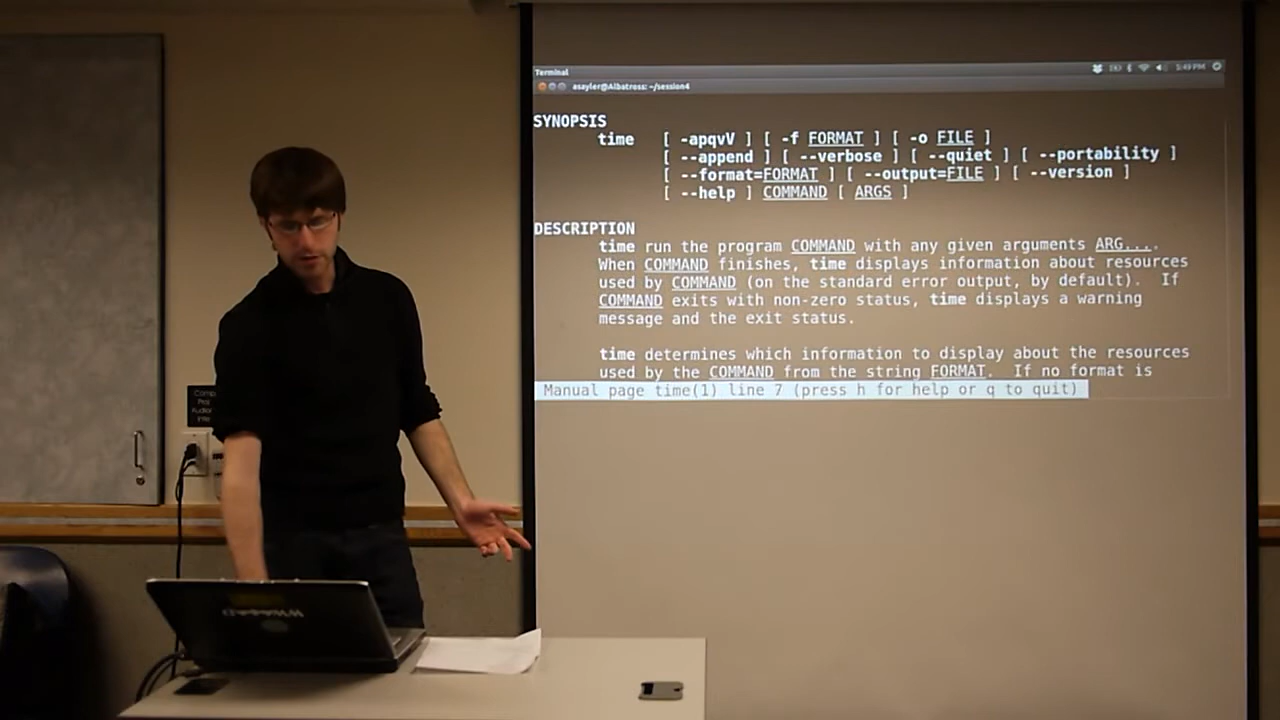 Terminal
3:49 PM
asayler@Albatross: ~/session4
SYNOPSIS
time [ -apqvV ] [ -f FORMAT ] [ -o FILE ]
[ --append ] [ --verbose ] [ --quiet ] [ --portability ]
[ --format=FORMAT ] [ --output=FILE ] [ --version ]
[ --help ] COMMAND [ ARGS ]
DESCRIPTION
time run the program COMMAND with any given arguments ARG....
When COMMAND finishes, time displays information about resources
used by COMMAND (on the standard error output, by default). If
COMMAND exits with non-zero status, time displays a warning
message and the exit status.
time determines which information to display about the resources
used by the COMMAND from the string FORMAT. If no format is
Manual page time(1) line 7 (press h for help or q to quit)